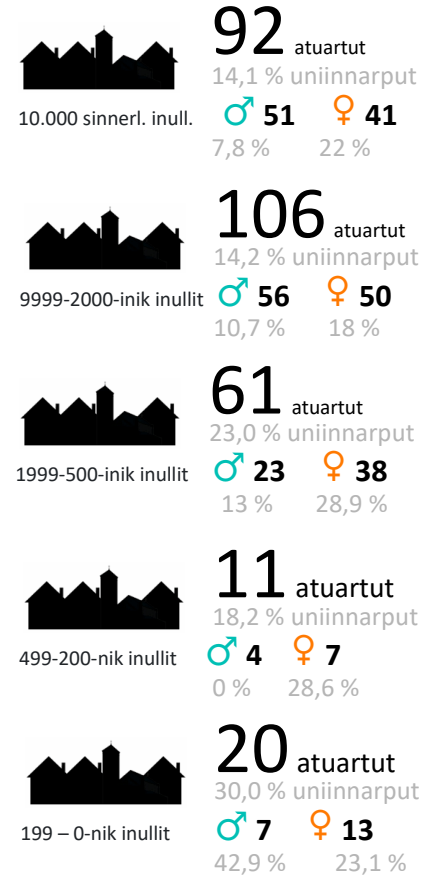 92 atuartut
14,1 % uniinnarput
10.000 sinnerl. inull.
♂ 51 ♀ 41
7,8 % 22 %
106 atuartut
14,2 % uniinnarput
9999-2000-inik inullit
♂ 56 ♀ 50
10,7 % 18 %
61 atuartut
23,0 % uniinnarput
1999-500-inik inullit
♂ 23 ♀ 38
13 % 28,9 %
11 atuartut
18,2 % uniinnarput
499-200-nik inullit
♂ 4 ♀ 7
0 % 28,6 %
20 atuartut
30,0 % uniinnarput
199 – 0-nik inullit
♂ 7 ♀ 13
42,9 % 23,1 %